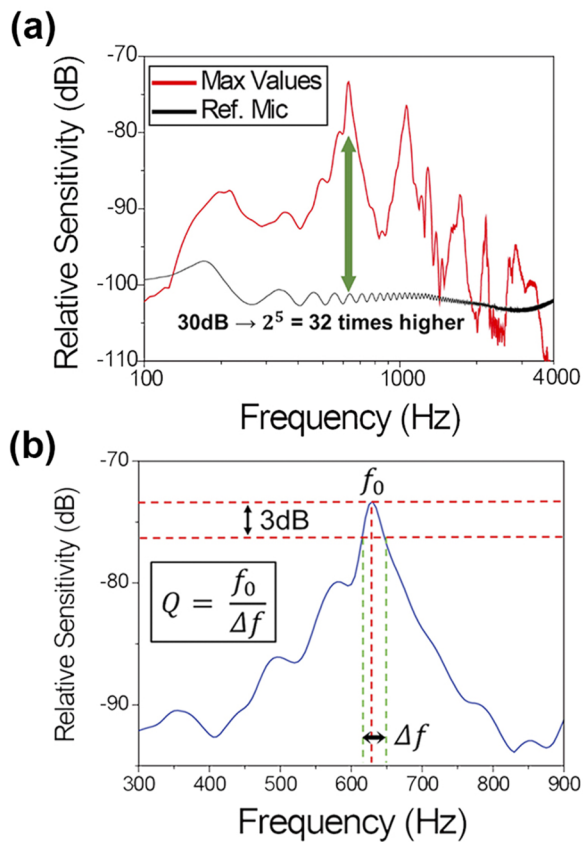 (a)
-70
-80
-90
-100
-110
Relative Sensitivity (dB)
Max Values
Ref. Mic
30dB → 2⁵ = 32 times higher
100
1000
4000
Frequency (Hz)
(b)
-70
-80
-90
Relative Sensitivity (dB)
f₀
3dB
Q = f₀/Δf
Δf
300
400
500
600
700
800
900
Frequency (Hz)